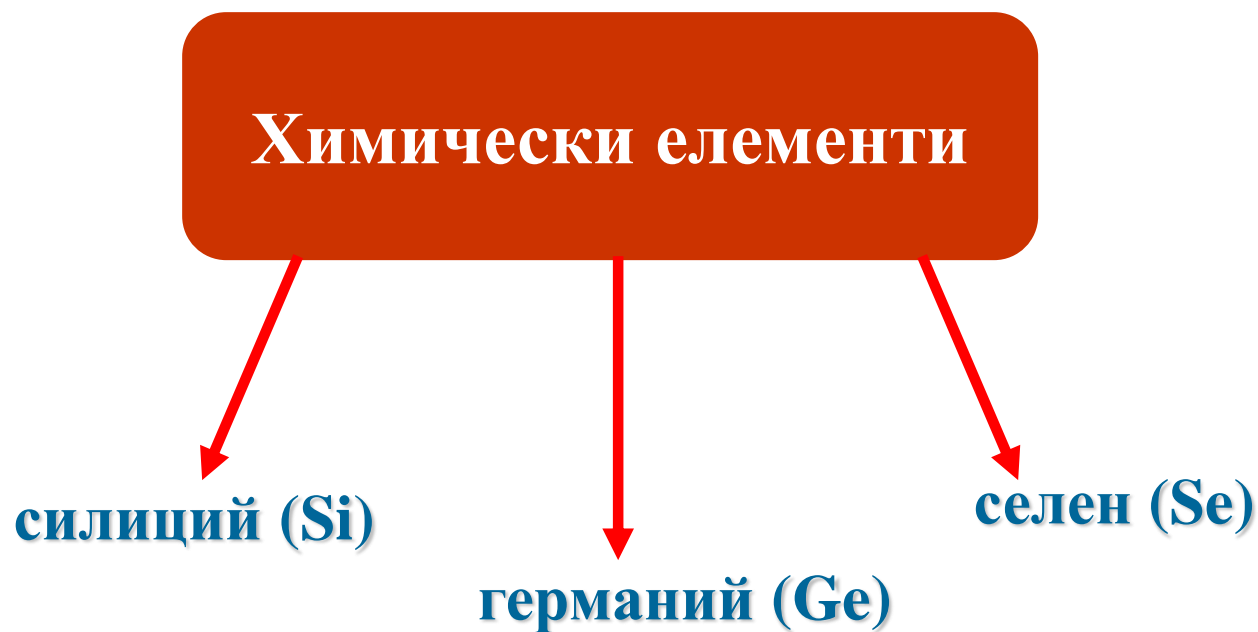 Химически елементи
силиций (Si)
германий (Ge)
селен (Se)